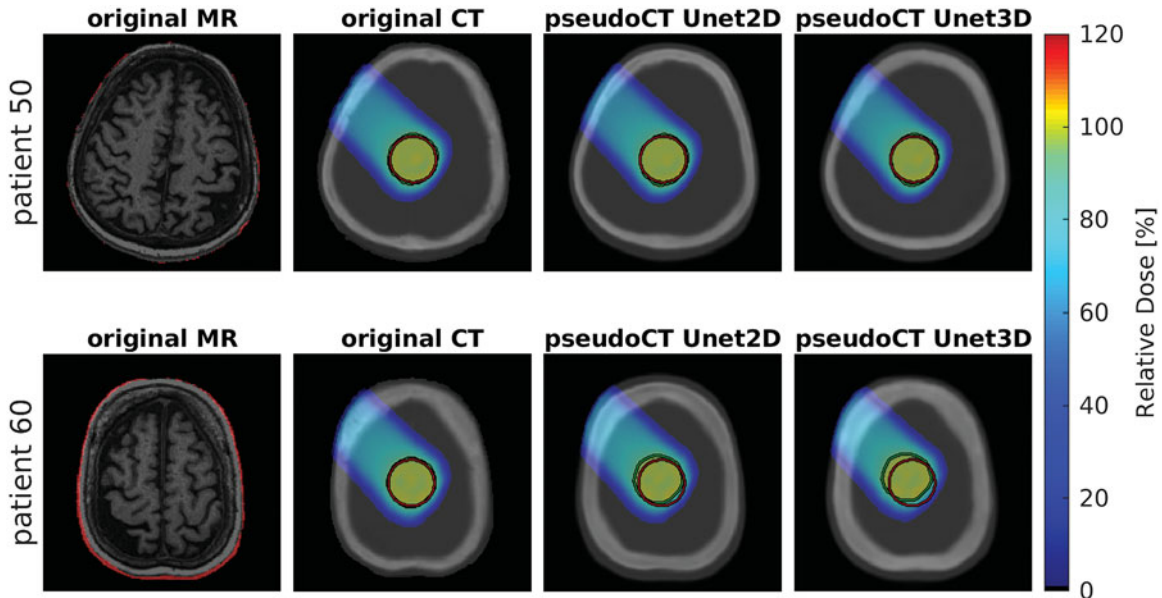 original MR
original CT
pseudoCT Unet2D
pseudoCT Unet3D
patient 50
original MR
original CT
pseudoCT Unet2D
pseudoCT Unet3D
patient 60
120
100
80
60
40
20
0
Relative Dose [%]